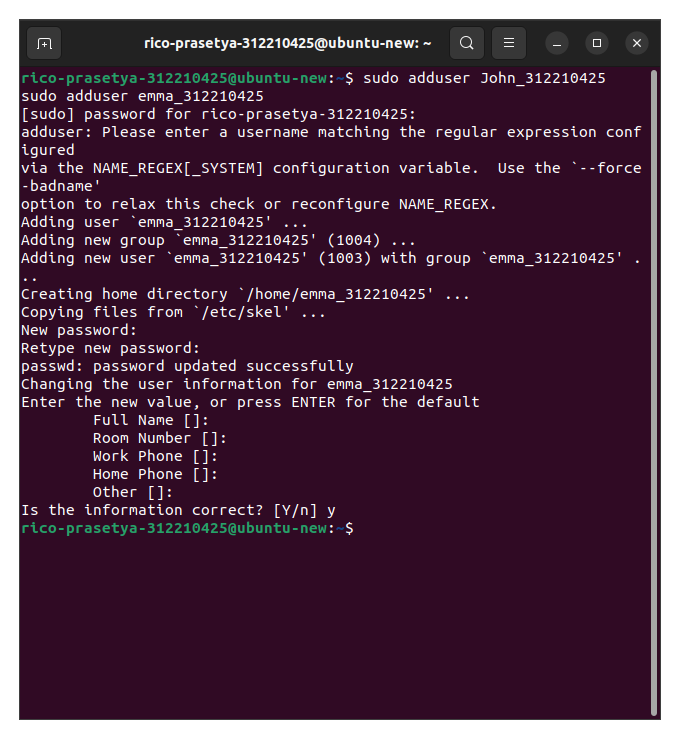 rico-prasetya-312210425@ubuntu-new: ~
rico-prasetya-312210425@ubuntu-new:~$ sudo adduser John_312210425
sudo adduser emma_312210425
[sudo] password for rico-prasetya-312210425:
adduser: Please enter a username matching the regular expression conf
igured
via the NAME_REGEX[_SYSTEM] configuration variable.  Use the `--force
-badname'
option to relax this check or reconfigure NAME_REGEX.
Adding user `emma_312210425' ...
Adding new group `emma_312210425' (1004) ...
Adding new user `emma_312210425' (1003) with group `emma_312210425' .
..
Creating home directory `/home/emma_312210425' ...
Copying files from `/etc/skel' ...
New password:
Retype new password:
passwd: password updated successfully
Changing the user information for emma_312210425
Enter the new value, or press ENTER for the default
        Full Name []:
        Room Number []:
        Work Phone []:
        Home Phone []:
        Other []:
Is the information correct? [Y/n] y
rico-prasetya-312210425@ubuntu-new:~$